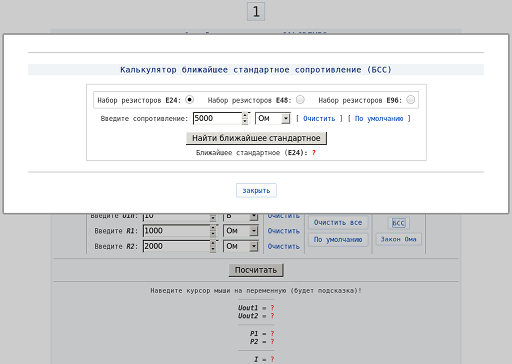 1
Калькулятор ближайшее стандартное сопротивление (БСС)
Набор резисторов E24: Набор резисторов E48: Набор резисторов E96:
Введите сопротивление: 5000 Ом [ Очистить ] [ По умолчанию ]
Найти ближайшее стандартное
Ближайшее стандартное (E24): ?
закрыть
Введите Uin: 10 В Очистить
Очистить все
БСС
Введите R1: 1000 Ом Очистить
По умолчанию
Закон Ома
Введите R2: 2000 Ом Очистить
Посчитать
Наведите курсор мыши на переменную (будет подсказка)!
Uout1 = ?
Uout2 = ?
P1 = ?
P2 = ?
I = ?